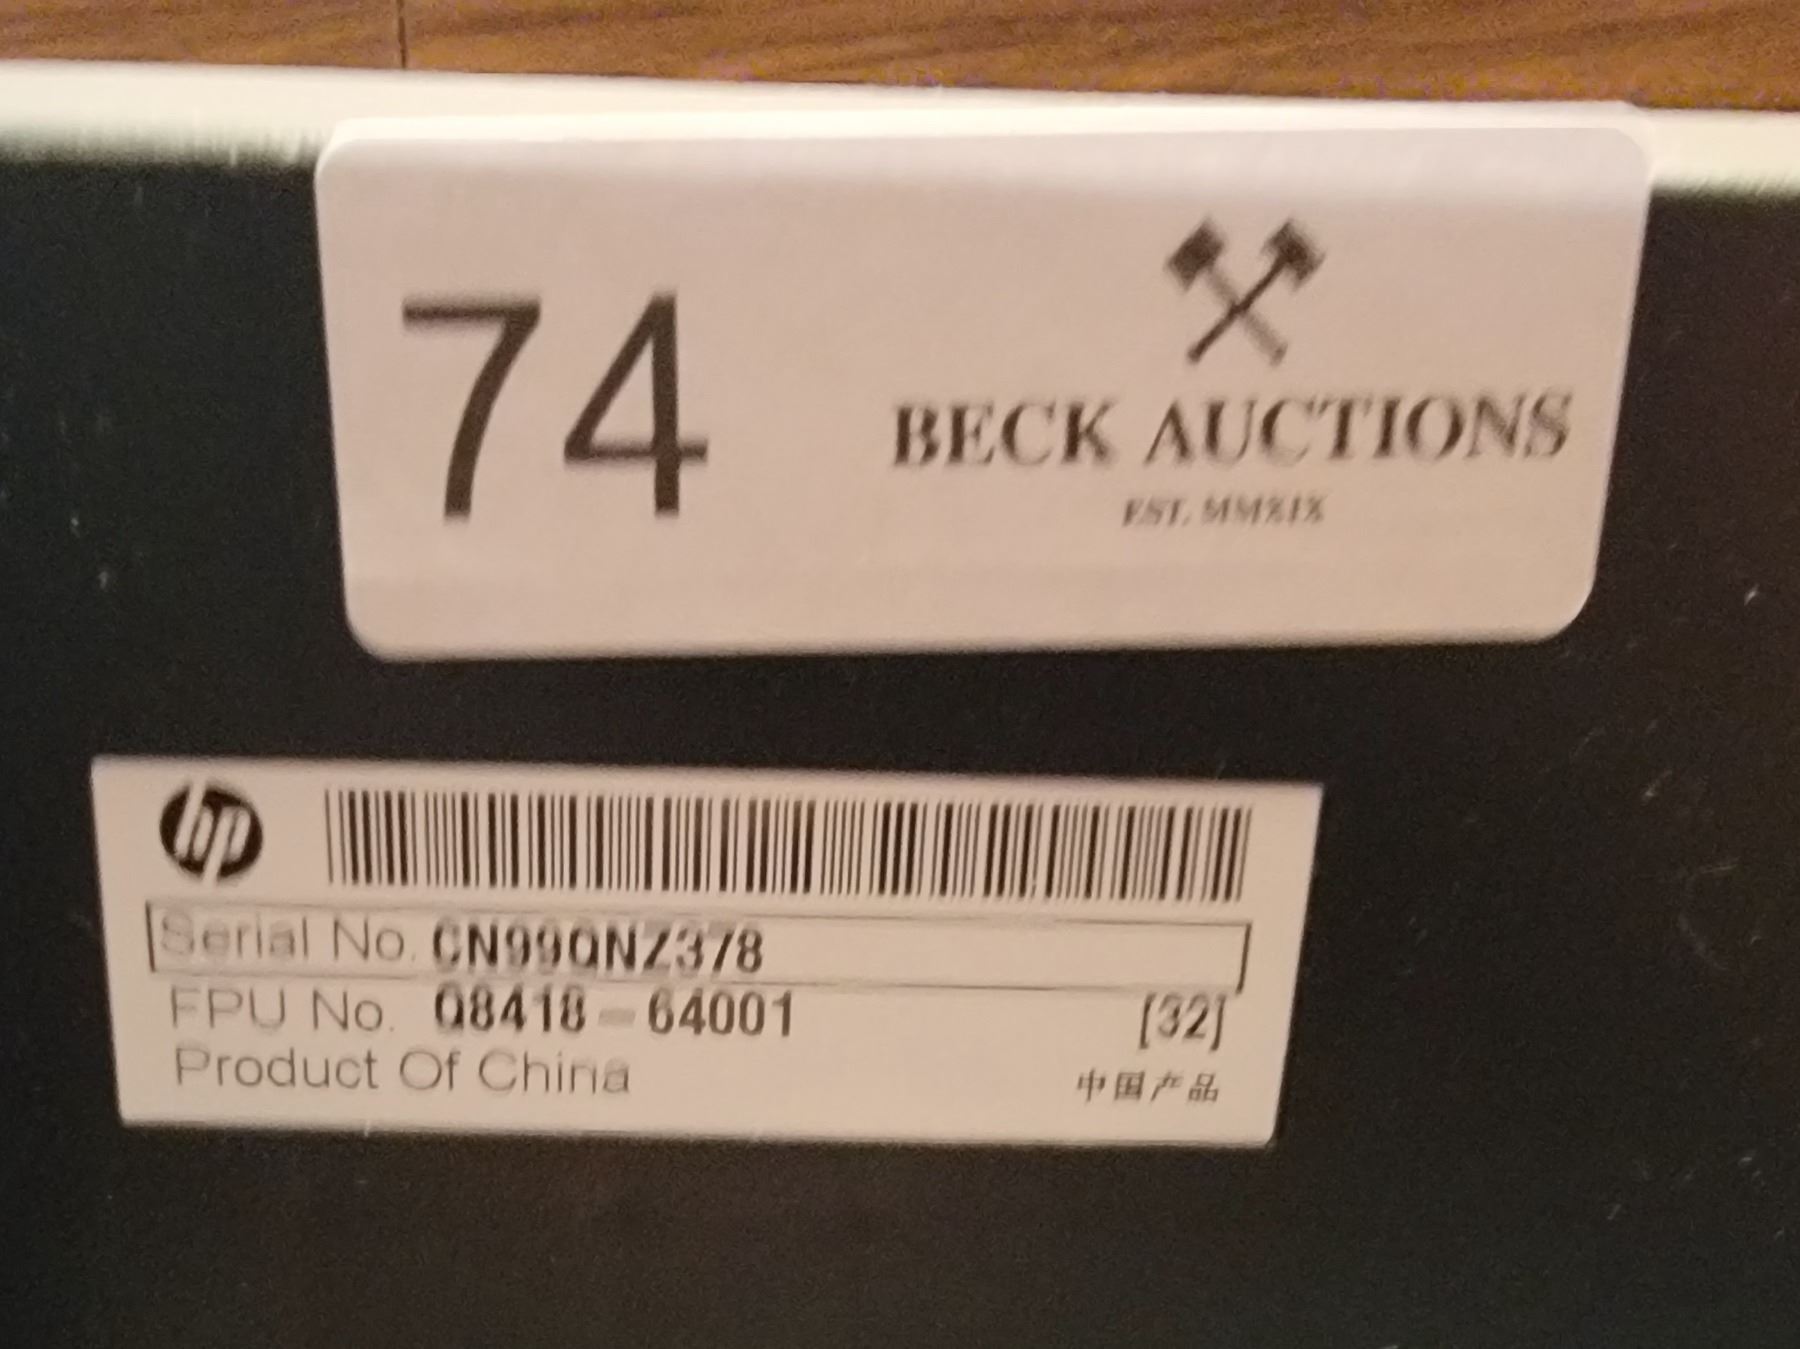 74
BECK AUCTIONS
EST. MMXIX
hp
Serial No. CN99QNZ378
FPU No. Q8418-64001 [32]
Product Of China 中国产品